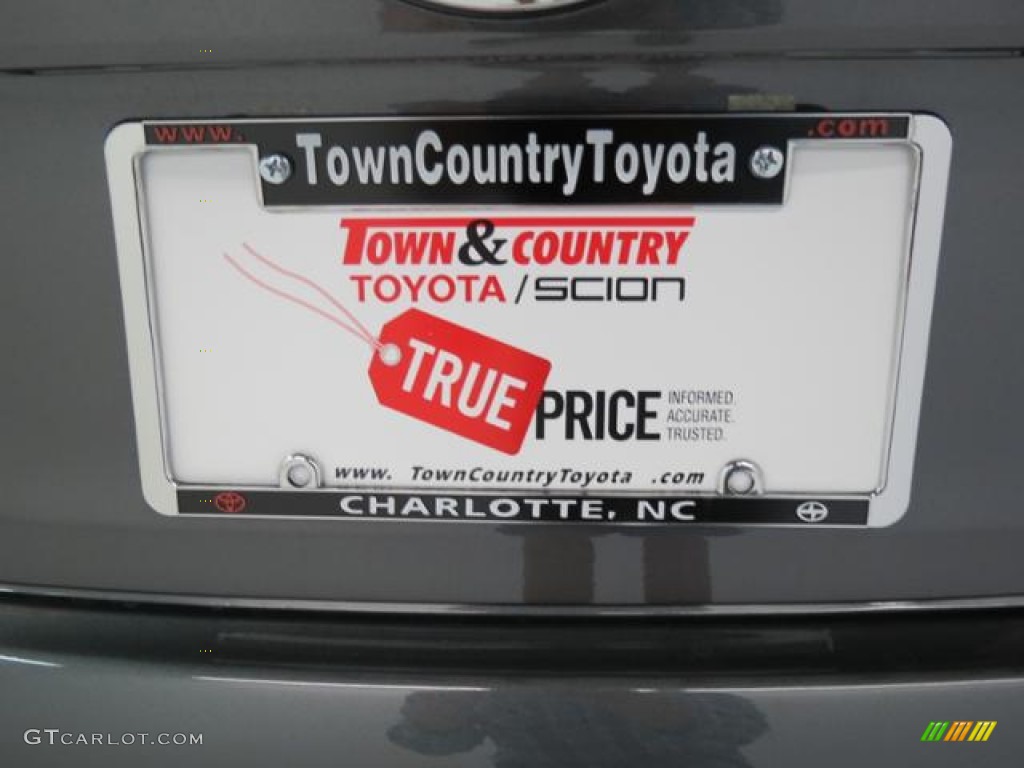 www. .com
TownCountryToyota
TOWN & COUNTRY
TOYOTA / SCION
TRUE
PRICE
INFORMED.
ACCURATE.
TRUSTED.
www. TownCountryToyota .com
CHARLOTTE, NC
GTCARLOT.COM